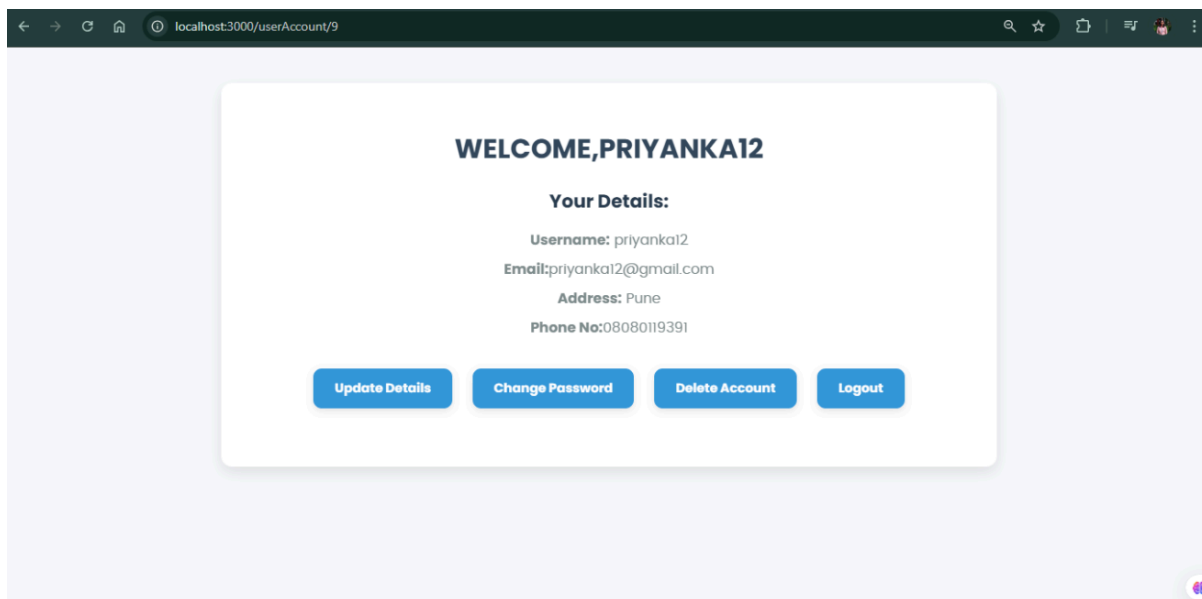 localhost:3000/userAccount/9
WELCOME,PRIYANKA12
Your Details:
Username: priyanka12
Email:priyanka12@gmail.com
Address: Pune
Phone No:08080119391
Update Details Change Password Delete Account Logout